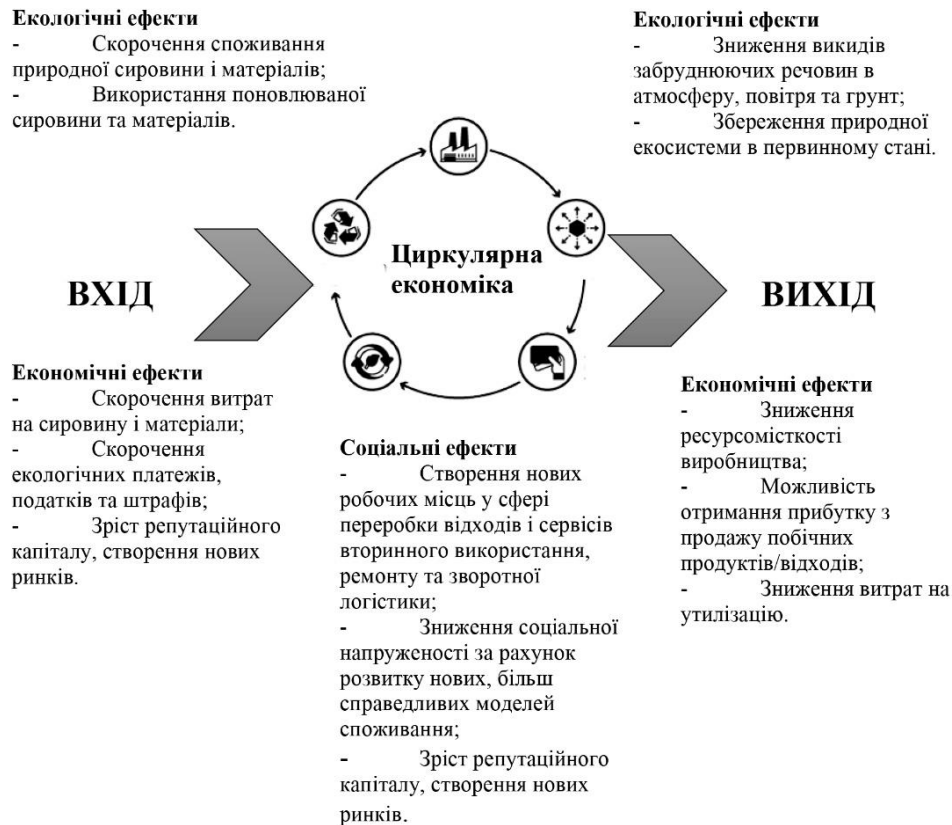 Екологічні ефекти
- Скорочення споживання
природної сировини і матеріалів;
- Використання поновлюваної
сировини та матеріалів.
Екологічні ефекти
- Зниження викидів
забруднюючих речовин в
атмосферу, повітря та грунт;
- Збереження природної
екосистеми в первинному стані.
ВХІД
Циркулярна
економіка
ВИХІД
Економічні ефекти
- Скорочення витрат
на сировину і матеріали;
- Скорочення
екологічних платежів,
податків та штрафів;
- Зріст репутаційного
капіталу, створення нових
ринків.
Соціальні ефекти
- Створення нових
робочих місць у сфері
переробки відходів і сервісів
вторинного використання,
ремонту та зворотної
логістики;
- Зниження соціальної
напруженості за рахунок
розвитку нових, більш
справедливих моделей
споживання;
- Зріст репутаційного
капіталу, створення нових
ринків.
Економічні ефекти
- Зниження
ресурсомісткості
виробництва;
- Можливість
отримання прибутку з
продажу побічних
продуктів/відходів;
- Зниження витрат на
утилізацію.